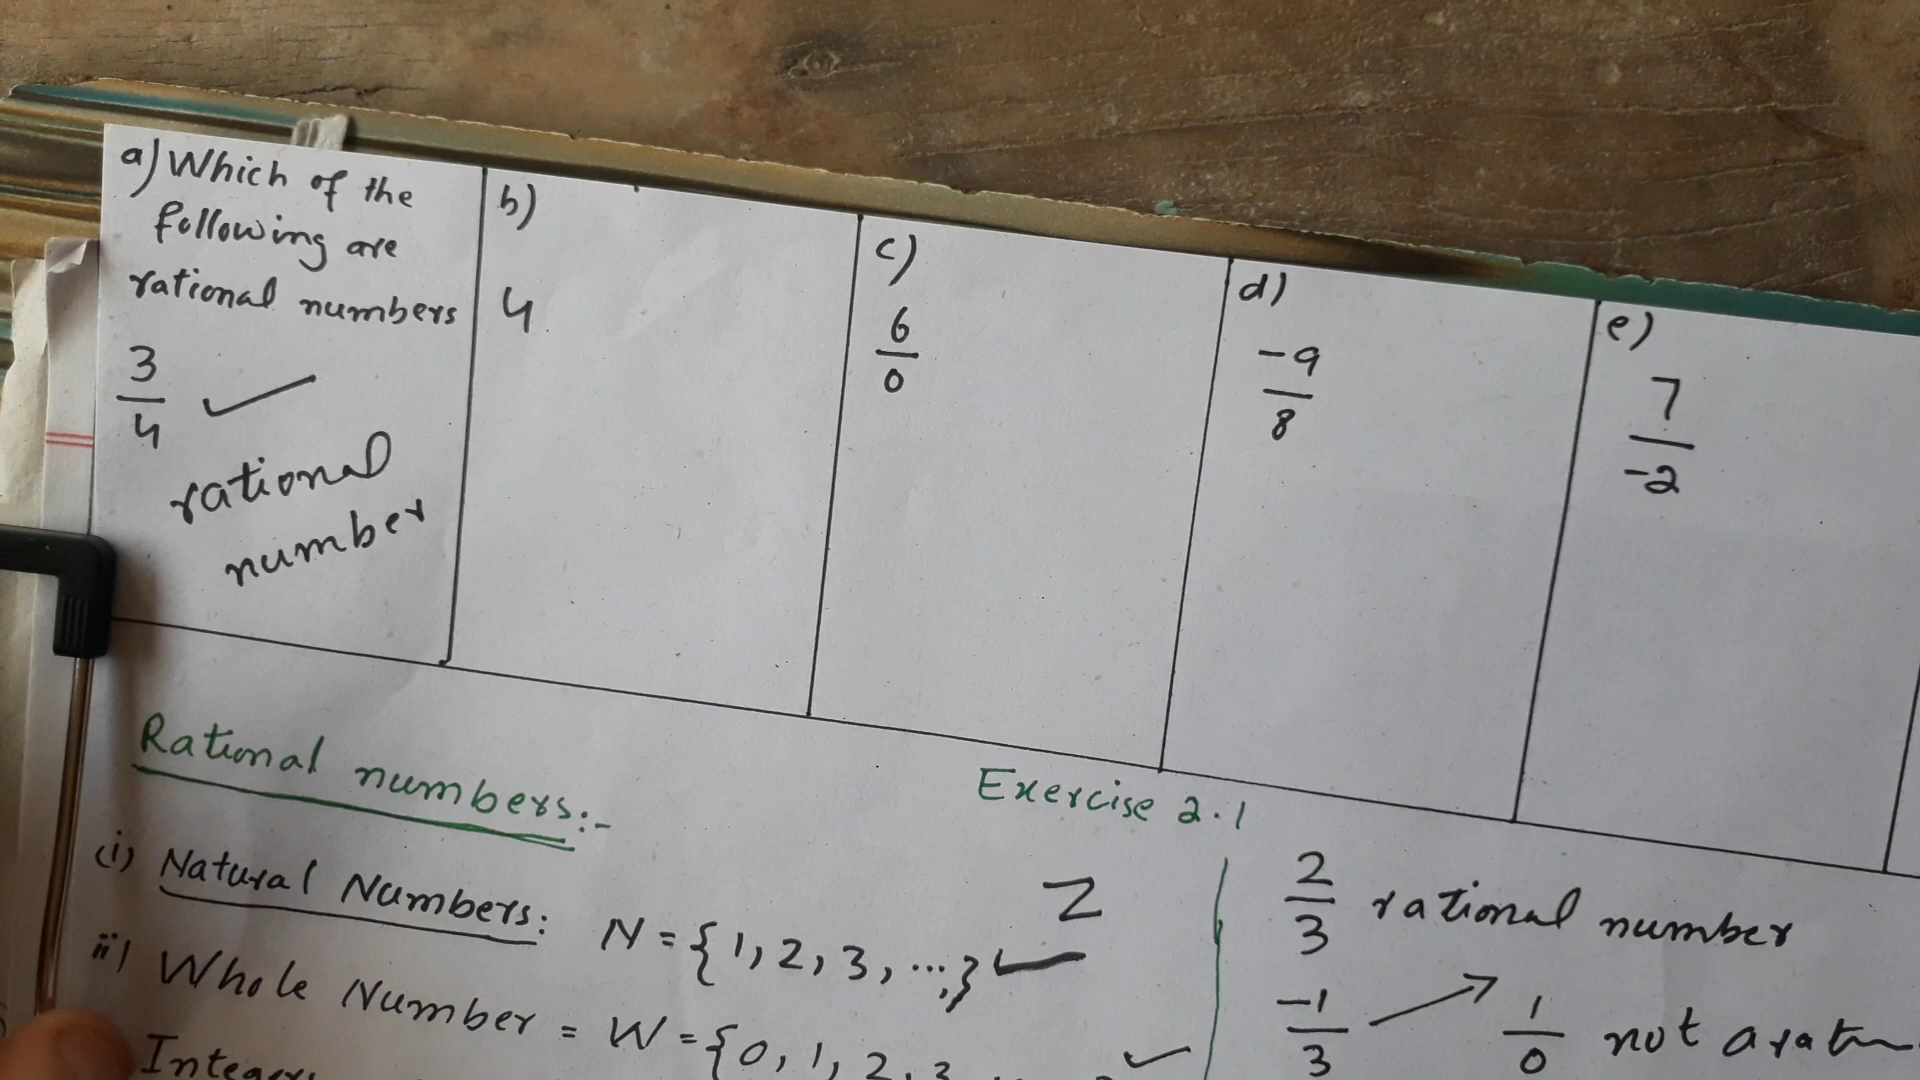 a) Which of the
following are
rational numbers
3
4
rational
number
b)
4
c)
6
0
d)
-9
8
e)
7
-2
Rational numbers:-
Exercise 2.1
(i) Natural Numbers: N = {1, 2, 3, ...,}
Z
ii) Whole Number = W = {0, 1, 2, 3
2
3 rational number
-1
3
1
0 not a